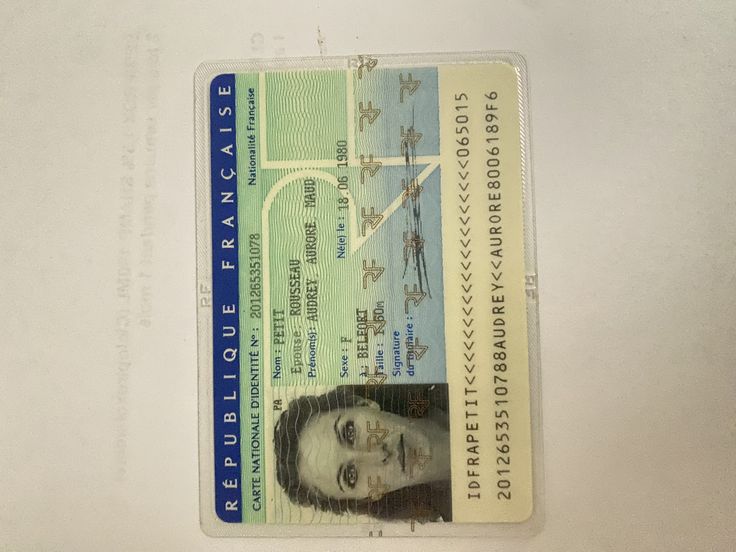 RÉPUBLIQUE FRANÇAISE
CARTE NATIONALE D'IDENTITÉ N° : 201265351078 Nationalité Française
PA Nom : PETIT
Epouse: ROUSSEAU
Prénom(s): AUDREY, AURORE MAUD
Sexe : F Né(e) le : 18.06 1980
à : BELFORT
Taille : 60m
Signature
du titulaire :
RF
IDFRAPETIT<<<<<<<<<<<<<<<<<<<<065015
2012653510788AUDREY<<AURORE8006189F6